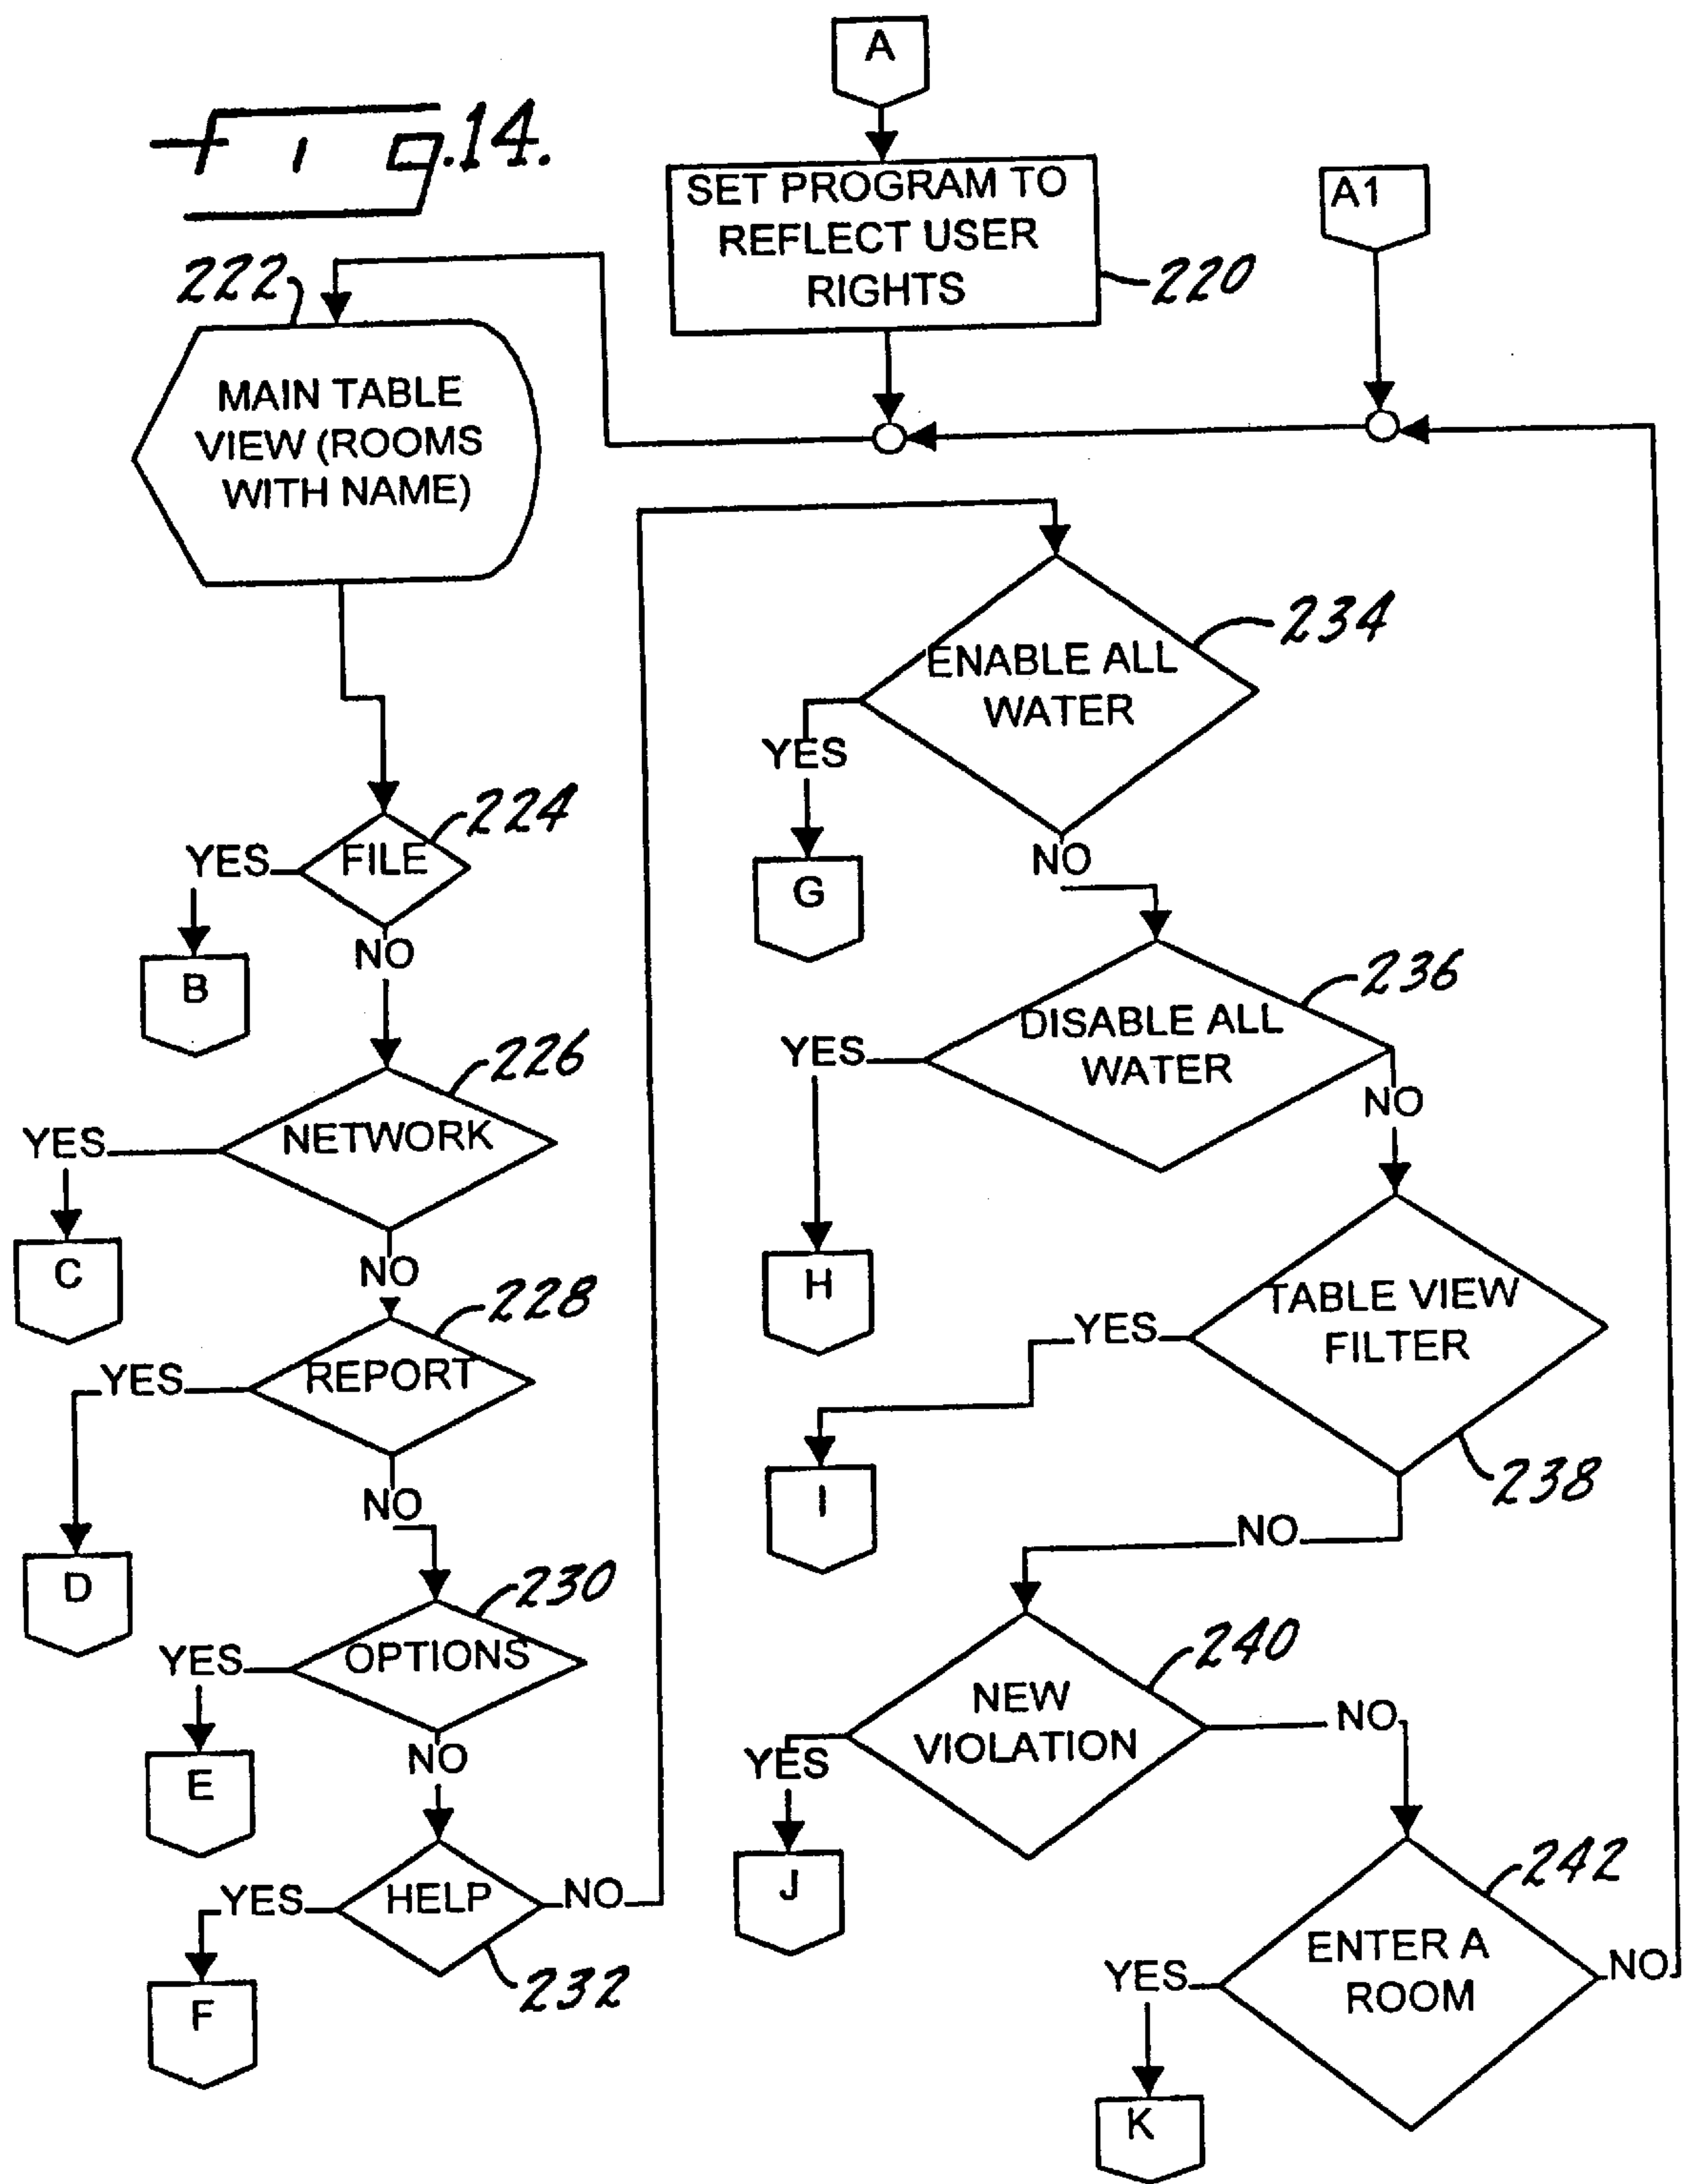 Fig.14.
A
SET PROGRAM TO
REFLECT USER
RIGHTS
220
A1
222
MAIN TABLE
VIEW (ROOMS
WITH NAME)
224
FILE
YES
NO
B
226
NETWORK
YES
NO
C
228
REPORT
YES
NO
D
230
OPTIONS
YES
NO
E
HELP
YES
NO
232
F
234
ENABLE ALL
WATER
YES
NO
G
236
DISABLE ALL
WATER
YES
NO
H
TABLE VIEW
FILTER
YES
238
NO
I
240
NEW
VIOLATION
YES
NO
J
242
ENTER A
ROOM
YES
NO
K